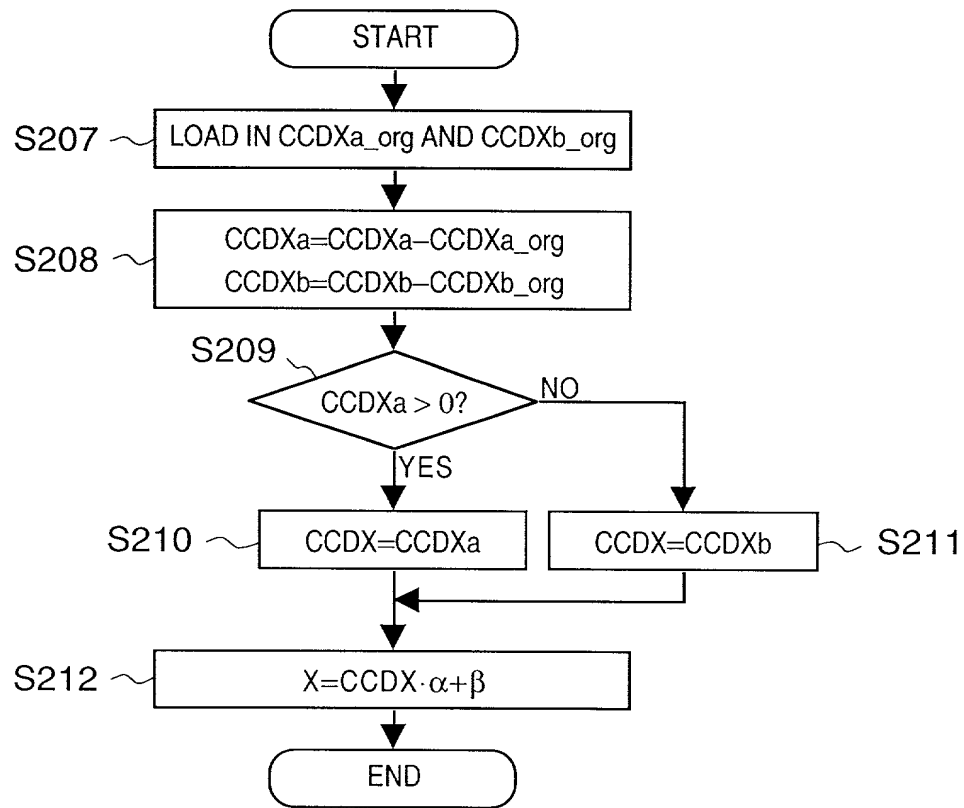 START
S207
LOAD IN CCDXa_org AND CCDXb_org
S208
CCDXa=CCDXa−CCDXa_org
CCDXb=CCDXb−CCDXb_org
S209
CCDXa > 0?
NO
YES
S210
CCDX=CCDXa
CCDX=CCDXb
S211
S212
X=CCDX·α+β
END